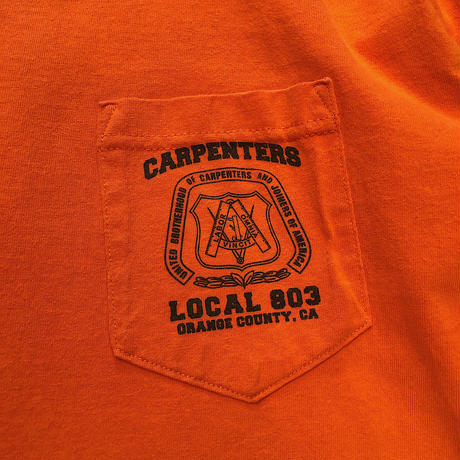 CARPENTERS
UNITED BROTHERHOOD OF CARPENTERS AND JOINERS OF AMERICA
LABOR OMNIA
VINCIT
LOCAL 803
ORANGE COUNTY, CA